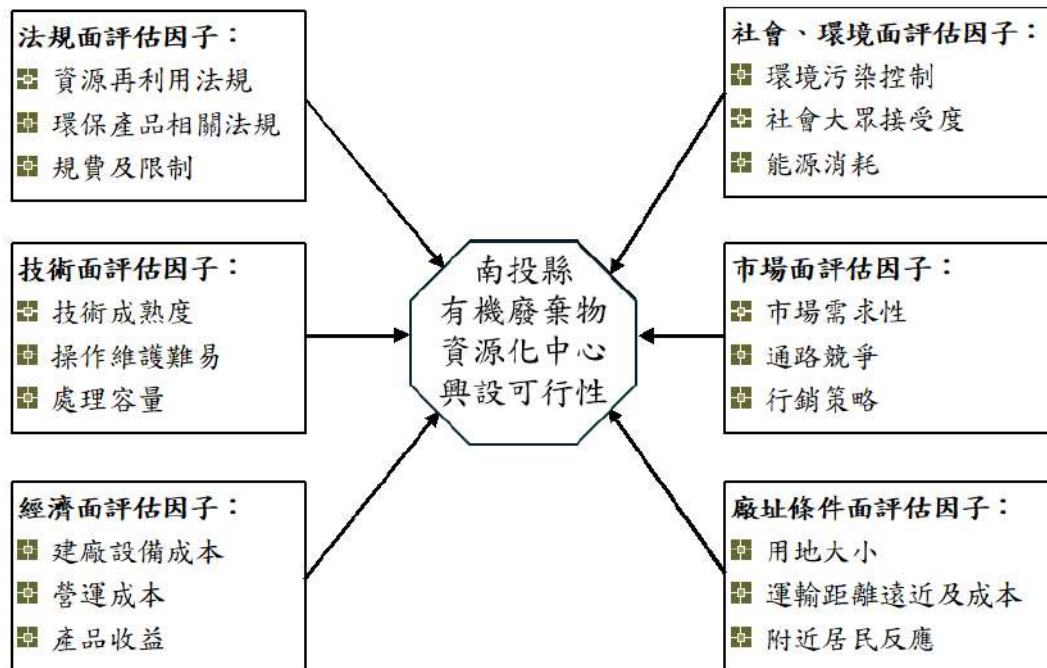 法規面評估因子：
資源再利用法規
環保產品相關法規
規費及限制
技術面評估因子：
技術成熟度
操作維護難易
處理容量
經濟面評估因子：
建廠設備成本
營運成本
產品收益
南投縣
有機廢棄物
資源化中心
興設可行性
社會、環境面評估因子：
環境污染控制
社會大眾接受度
能源消耗
市場面評估因子：
市場需求性
通路競爭
行銷策略
廠址條件面評估因子：
用地大小
運輸距離遠近及成本
附近居民反應